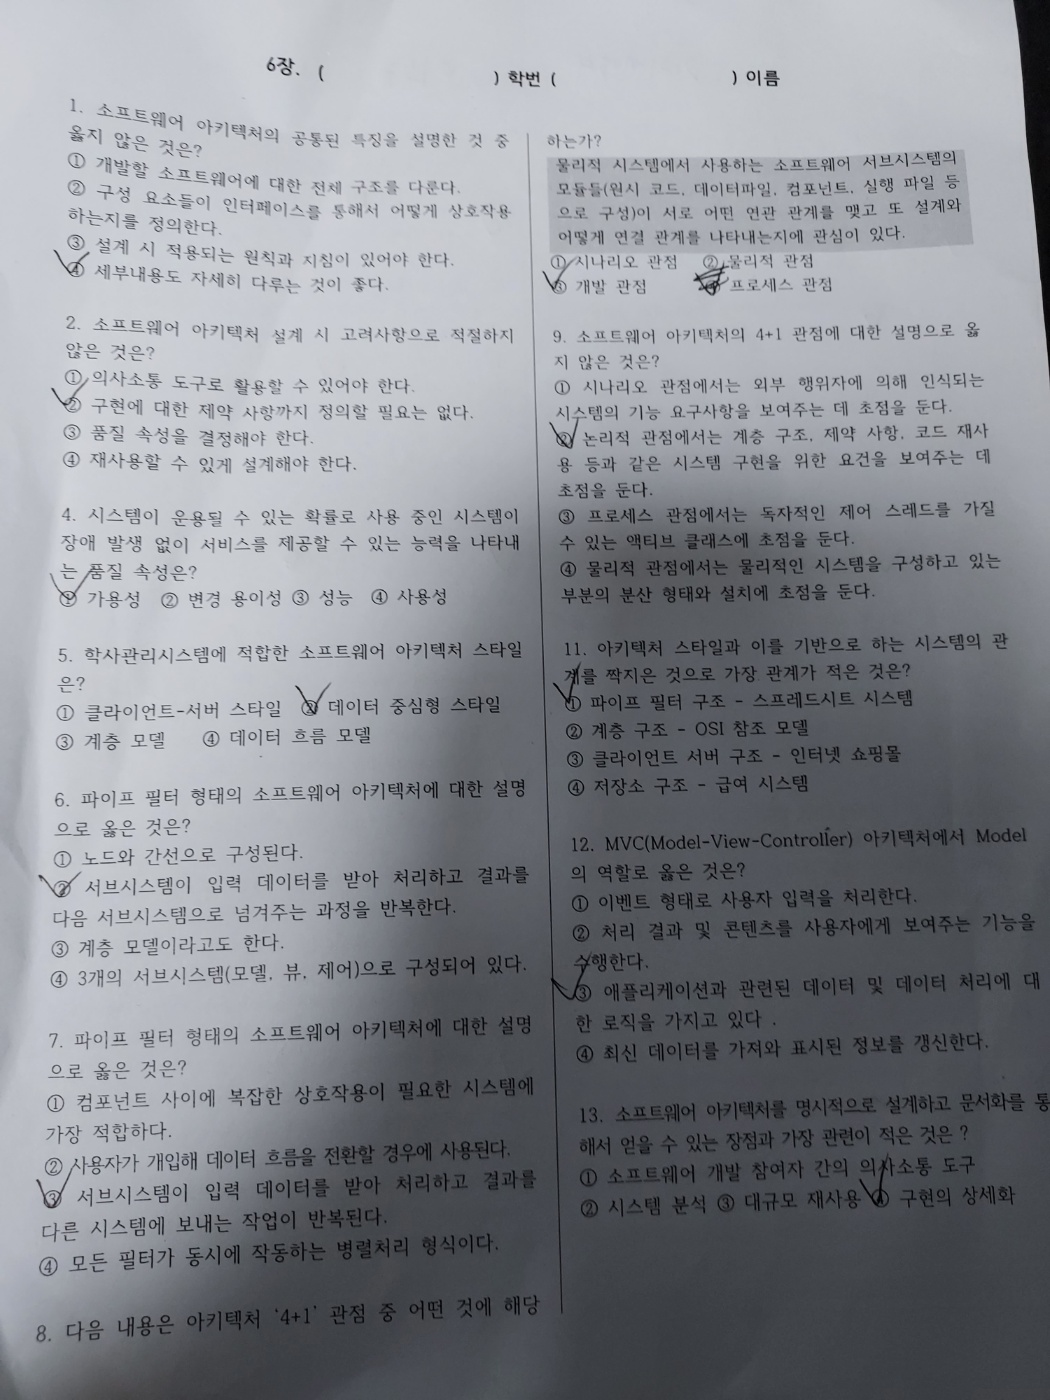 6장. (                ) 학번 (                ) 이름
1. 소프트웨어 아키텍처의 공통된 특징을 설명한 것 중
옳지 않은 것은?
① 개발할 소프트웨어에 대한 전체 구조를 다룬다.
② 구성 요소들이 인터페이스를 통해서 어떻게 상호작용
하는지를 정의한다.
③ 설계 시 적용되는 원칙과 지침이 있어야 한다.
④ 세부내용도 자세히 다루는 것이 좋다.
2. 소프트웨어 아키텍처 설계 시 고려사항으로 적절하지
않은 것은?
① 의사소통 도구로 활용할 수 있어야 한다.
② 구현에 대한 제약 사항까지 정의할 필요는 없다.
③ 품질 속성을 결정해야 한다.
④ 재사용할 수 있게 설계해야 한다.
4. 시스템이 운용될 수 있는 확률로 사용 중인 시스템이
장애 발생 없이 서비스를 제공할 수 있는 능력을 나타내
는 품질 속성은?
① 가용성 ② 변경 용이성 ③ 성능 ④ 사용성
5. 학사관리시스템에 적합한 소프트웨어 아키텍처 스타일
은?
① 클라이언트-서버 스타일 ② 데이터 중심형 스타일
③ 계층 모델 ④ 데이터 흐름 모델
6. 파이프 필터 형태의 소프트웨어 아키텍처에 대한 설명
으로 옳은 것은?
① 노드와 간선으로 구성된다.
② 서브시스템이 입력 데이터를 받아 처리하고 결과를
다음 서브시스템으로 넘겨주는 과정을 반복한다.
③ 계층 모델이라고도 한다.
④ 3개의 서브시스템(모델, 뷰, 제어)으로 구성되어 있다.
7. 파이프 필터 형태의 소프트웨어 아키텍처에 대한 설명
으로 옳은 것은?
① 컴포넌트 사이에 복잡한 상호작용이 필요한 시스템에
가장 적합하다.
② 사용자가 개입해 데이터 흐름을 전환할 경우에 사용된다.
③ 서브시스템이 입력 데이터를 받아 처리하고 결과를
다른 시스템에 보내는 작업이 반복된다.
④ 모든 필터가 동시에 작동하는 병렬처리 형식이다.
8. 다음 내용은 아키텍처 '4+1' 관점 중 어떤 것에 해당
하는가?
물리적 시스템에서 사용하는 소프트웨어 서브시스템의
모듈들(원시 코드, 데이터파일, 컴포넌트, 실행 파일 등
으로 구성)이 서로 어떤 연관 관계를 맺고 또 설계와
어떻게 연결 관계를 나타내는지에 관심이 있다.
① 시나리오 관점 ② 물리적 관점
③ 개발 관점 ④ 프로세스 관점
9. 소프트웨어 아키텍처의 4+1 관점에 대한 설명으로 옳
지 않은 것은?
① 시나리오 관점에서는 외부 행위자에 의해 인식되는
시스템의 기능 요구사항을 보여주는 데 초점을 둔다.
② 논리적 관점에서는 계층 구조, 제약 사항, 코드 재사
용 등과 같은 시스템 구현을 위한 요건을 보여주는 데
초점을 둔다.
③ 프로세스 관점에서는 독자적인 제어 스레드를 가질
수 있는 액티브 클래스에 초점을 둔다.
④ 물리적 관점에서는 물리적인 시스템을 구성하고 있는
부분의 분산 형태와 설치에 초점을 둔다.
11. 아키텍처 스타일과 이를 기반으로 하는 시스템의 관
계를 짝지은 것으로 가장 관계가 적은 것은?
① 파이프 필터 구조 - 스프레드시트 시스템
② 계층 구조 - OSI 참조 모델
③ 클라이언트 서버 구조 - 인터넷 쇼핑몰
④ 저장소 구조 - 급여 시스템
12. MVC(Model-View-Controller) 아키텍처에서 Model
의 역할로 옳은 것은?
① 이벤트 형태로 사용자 입력을 처리한다.
② 처리 결과 및 콘텐츠를 사용자에게 보여주는 기능을
수행한다.
③ 애플리케이션과 관련된 데이터 및 데이터 처리에 대
한 로직을 가지고 있다 .
④ 최신 데이터를 가져와 표시된 정보를 갱신한다.
13. 소프트웨어 아키텍처를 명시적으로 설계하고 문서화를 통
해서 얻을 수 있는 장점과 가장 관련이 적은 것은 ?
① 소프트웨어 개발 참여자 간의 의사소통 도구
② 시스템 분석 ③ 대규모 재사용 ④ 구현의 상세화